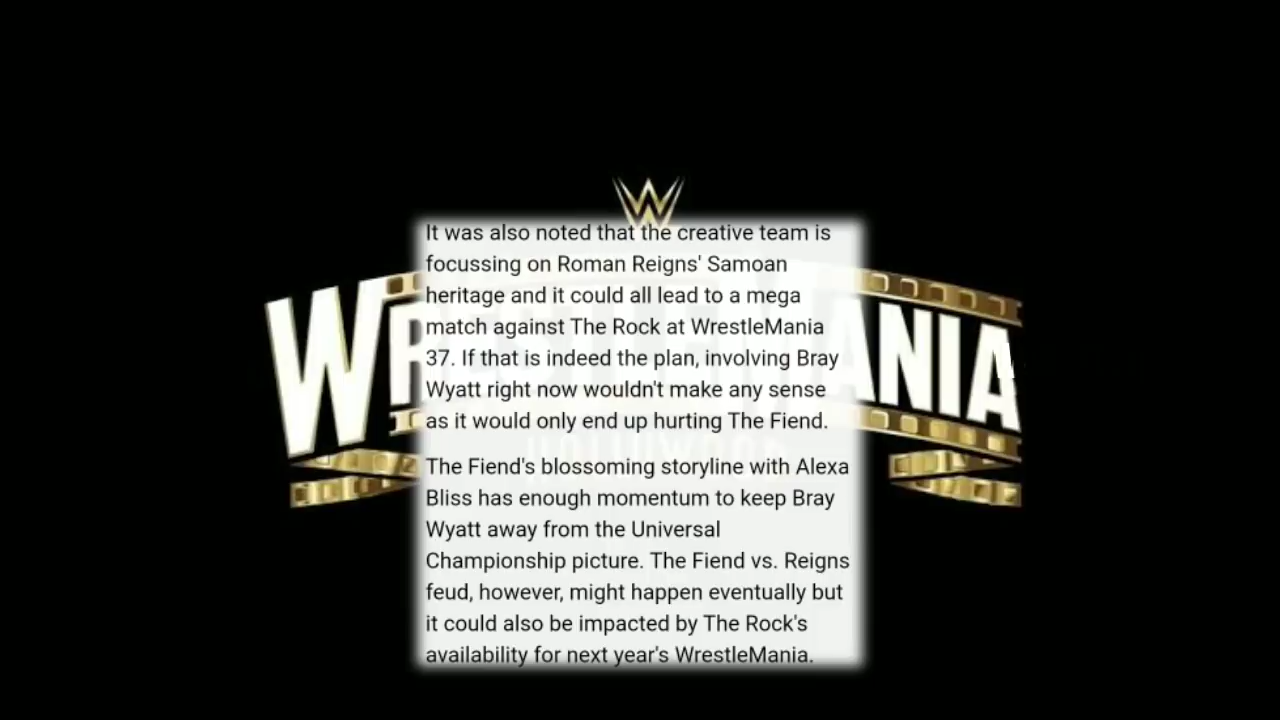 W
WRESTLEMANIA
HOLLYWOOD
It was also noted that the creative team is
focussing on Roman Reigns' Samoan
heritage and it could all lead to a mega
match against The Rock at WrestleMania
37. If that is indeed the plan, involving Bray
Wyatt right now wouldn't make any sense
as it would only end up hurting The Fiend.
The Fiend's blossoming storyline with Alexa
Bliss has enough momentum to keep Bray
Wyatt away from the Universal
Championship picture. The Fiend vs. Reigns
feud, however, might happen eventually but
it could also be impacted by The Rock's
availability for next year's WrestleMania.